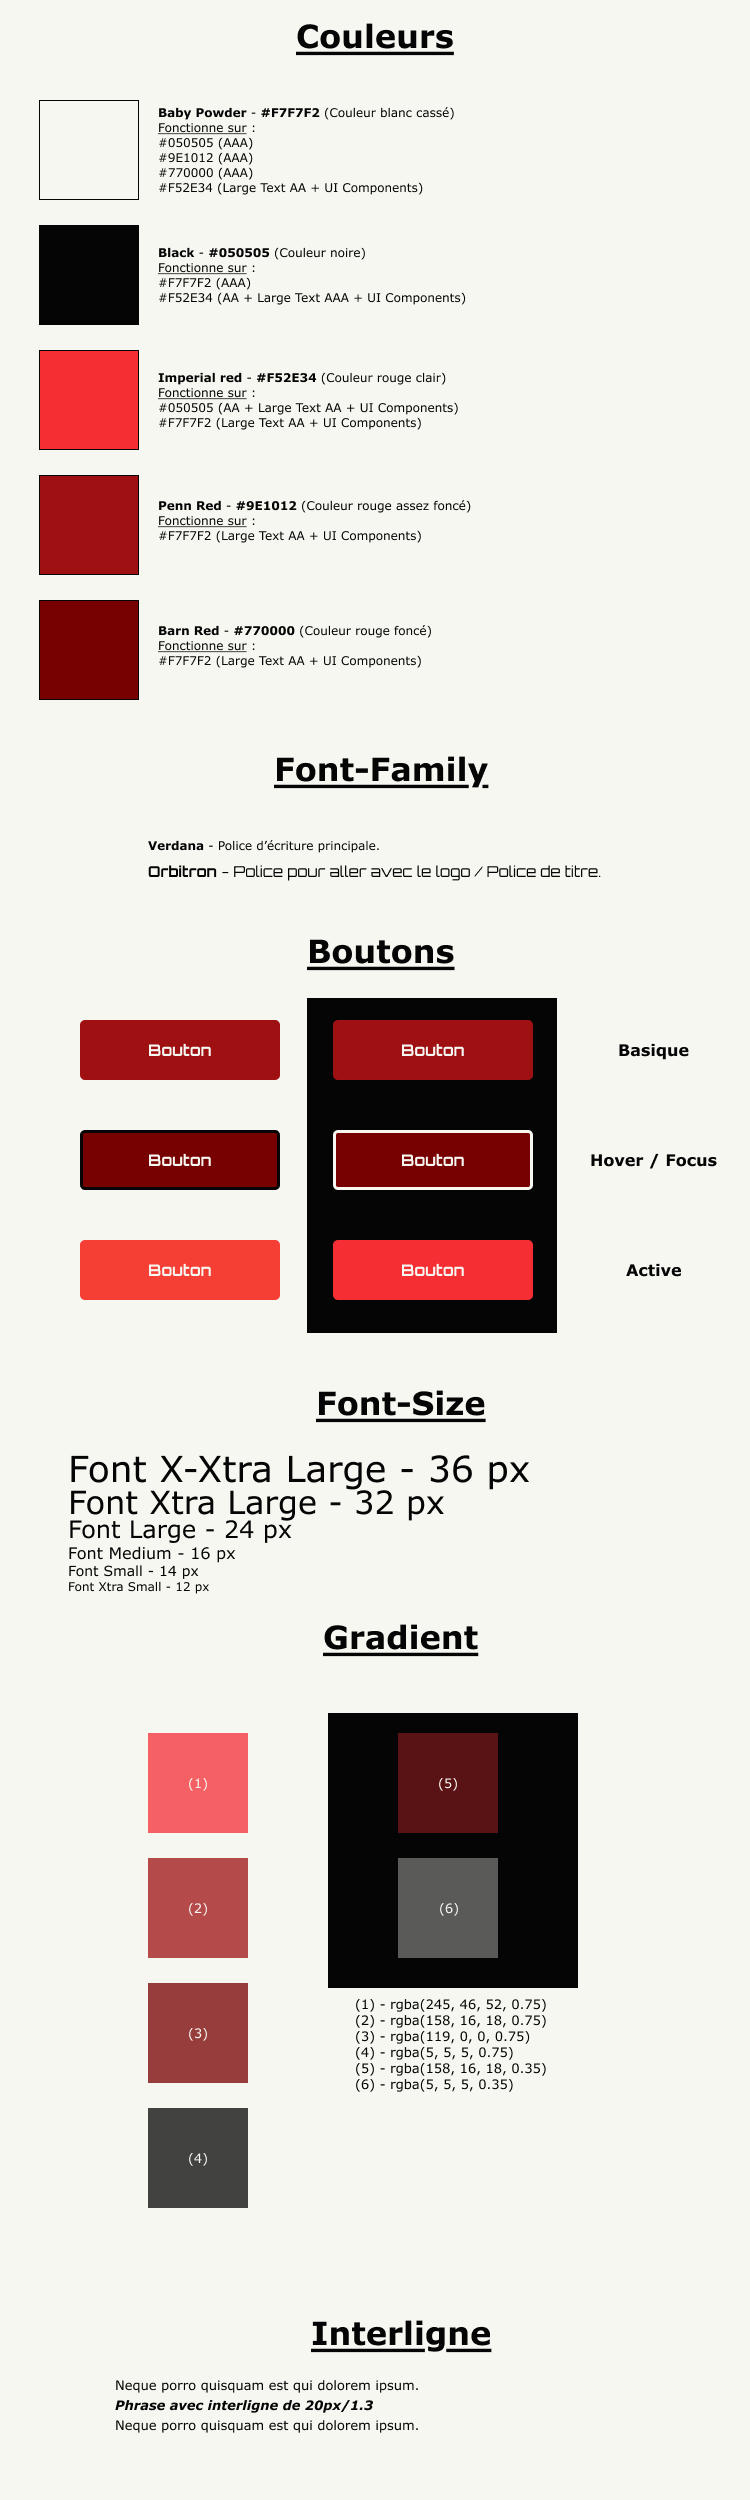 Couleurs
Baby Powder - #F7F7F2 (Couleur blanc cassé)
Fonctionne sur :
#050505 (AAA)
#9E1012 (AAA)
#770000 (AAA)
#F52E34 (Large Text AA + UI Components)
Black - #050505 (Couleur noire)
Fonctionne sur :
#F7F7F2 (AAA)
#F52E34 (AA + Large Text AAA + UI Components)
Imperial red - #F52E34 (Couleur rouge clair)
Fonctionne sur :
#050505 (AA + Large Text AA + UI Components)
#F7F7F2 (Large Text AA + UI Components)
Penn Red - #9E1012 (Couleur rouge assez foncé)
Fonctionne sur :
#F7F7F2 (Large Text AA + UI Components)
Barn Red - #770000 (Couleur rouge foncé)
Fonctionne sur :
#F7F7F2 (Large Text AA + UI Components)
Font-Family
Verdana - Police d’écriture principale.
Orbitron - Police pour aller avec le logo / Police de titre.
Boutons
Bouton Bouton Basique
Bouton Bouton Hover / Focus
Bouton Bouton Active
Font-Size
Font X-Xtra Large - 36 px
Font Xtra Large - 32 px
Font Large - 24 px
Font Medium - 16 px
Font Small - 14 px
Font Xtra Small - 12 px
Gradient
(1)
(2)
(3)
(4)
(5)
(6)
(1) - rgba(245, 46, 52, 0.75)
(2) - rgba(158, 16, 18, 0.75)
(3) - rgba(119, 0, 0, 0.75)
(4) - rgba(5, 5, 5, 0.75)
(5) - rgba(158, 16, 18, 0.35)
(6) - rgba(5, 5, 5, 0.35)
Interligne
Neque porro quisquam est qui dolorem ipsum.
Phrase avec interligne de 20px/1.3
Neque porro quisquam est qui dolorem ipsum.